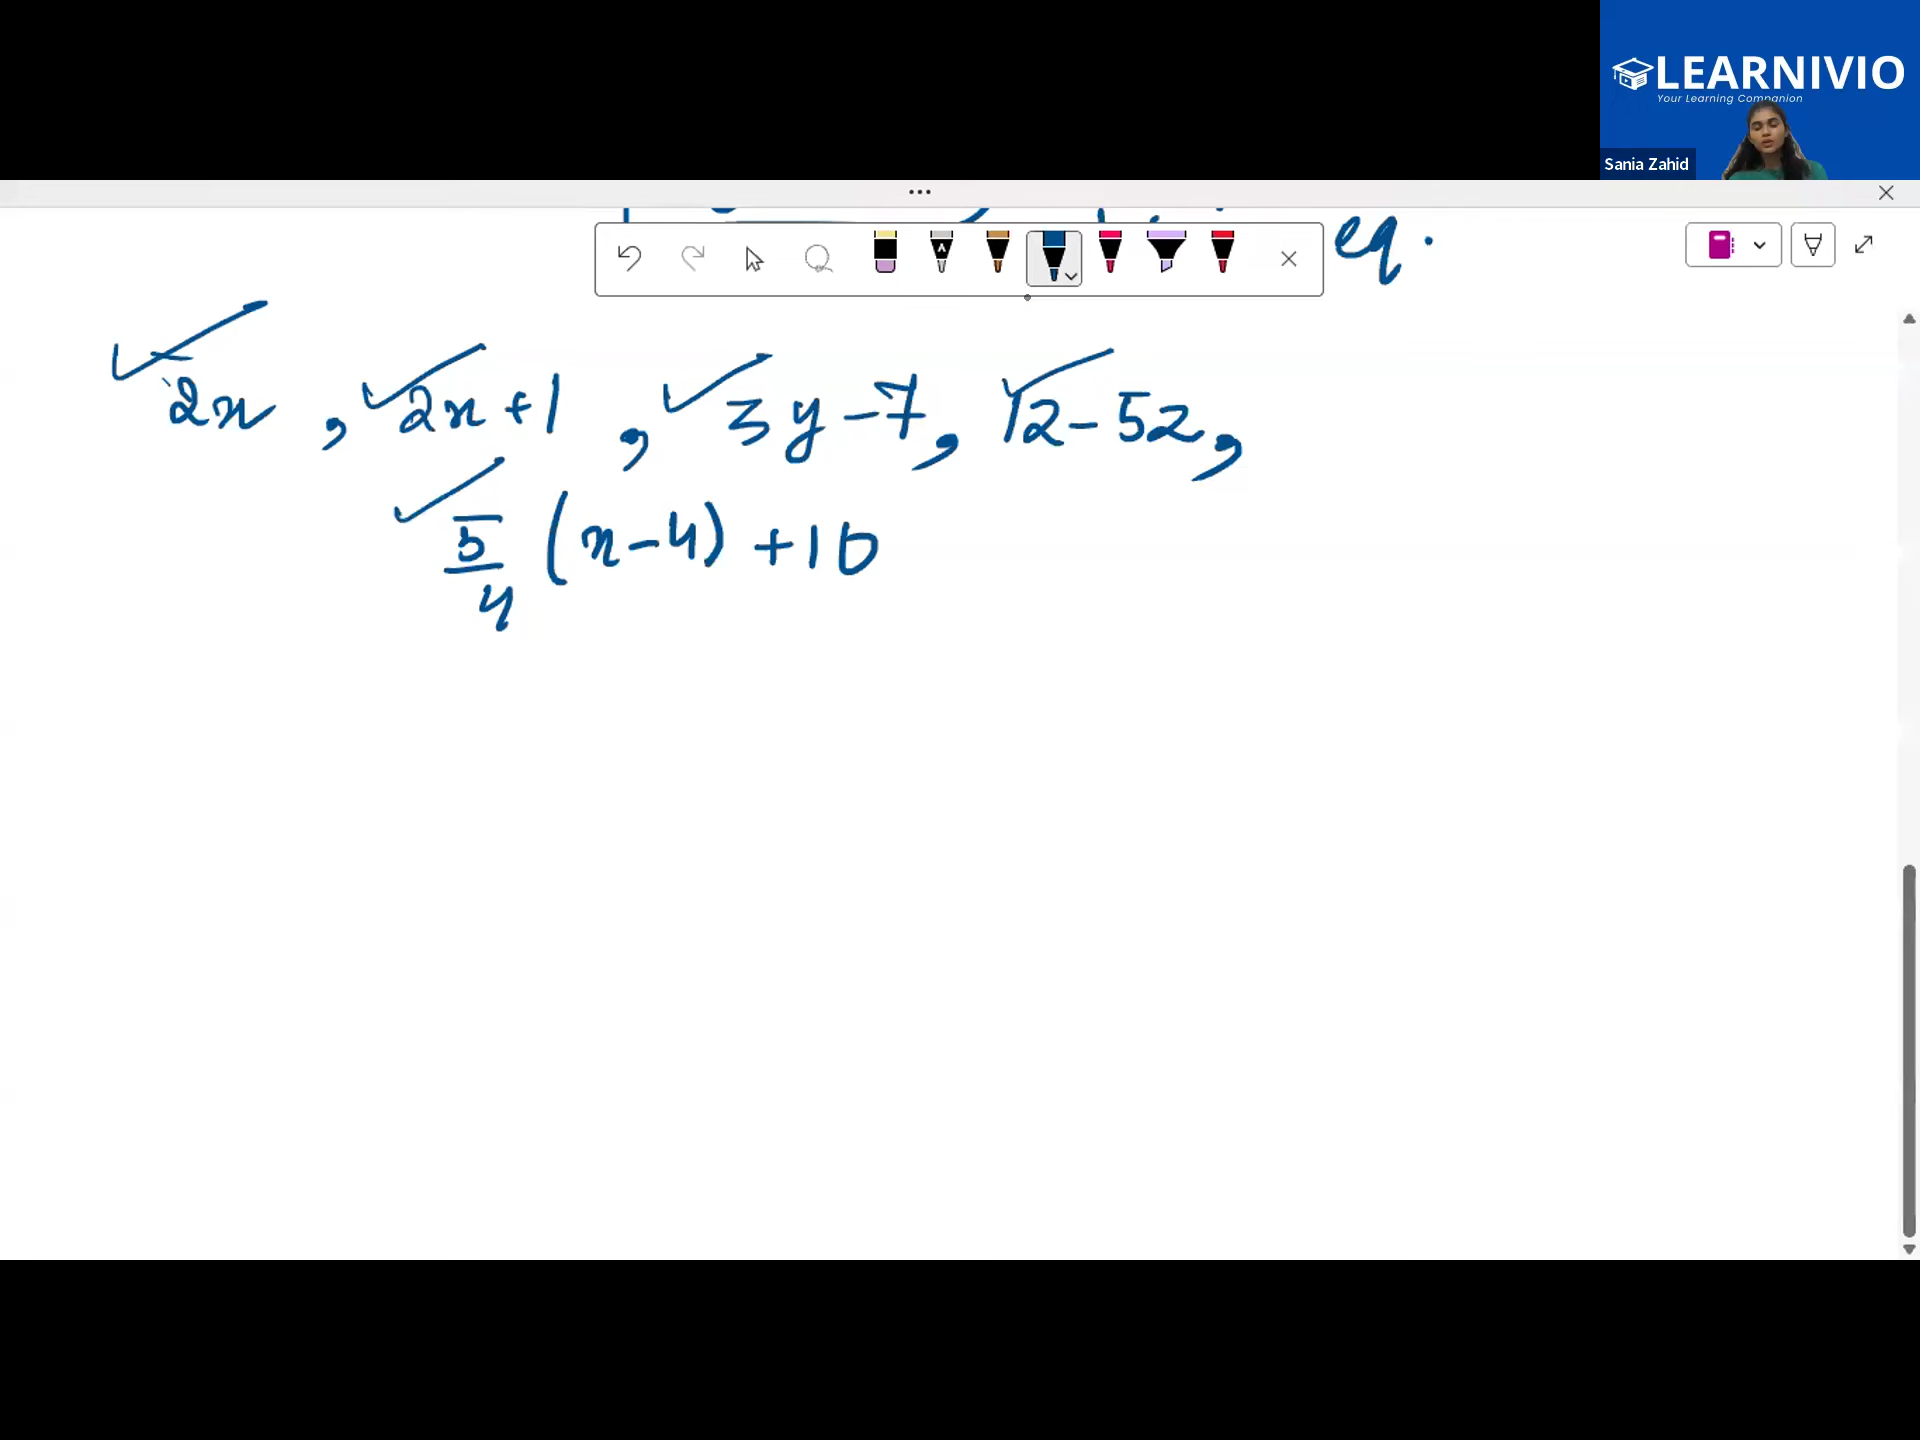 LEARNIVIO
Your Learning Companion
Sania Zahid
eq.
2x , 2x+1 , 3y-7, 12-5z,
5/4 (x-4) +10